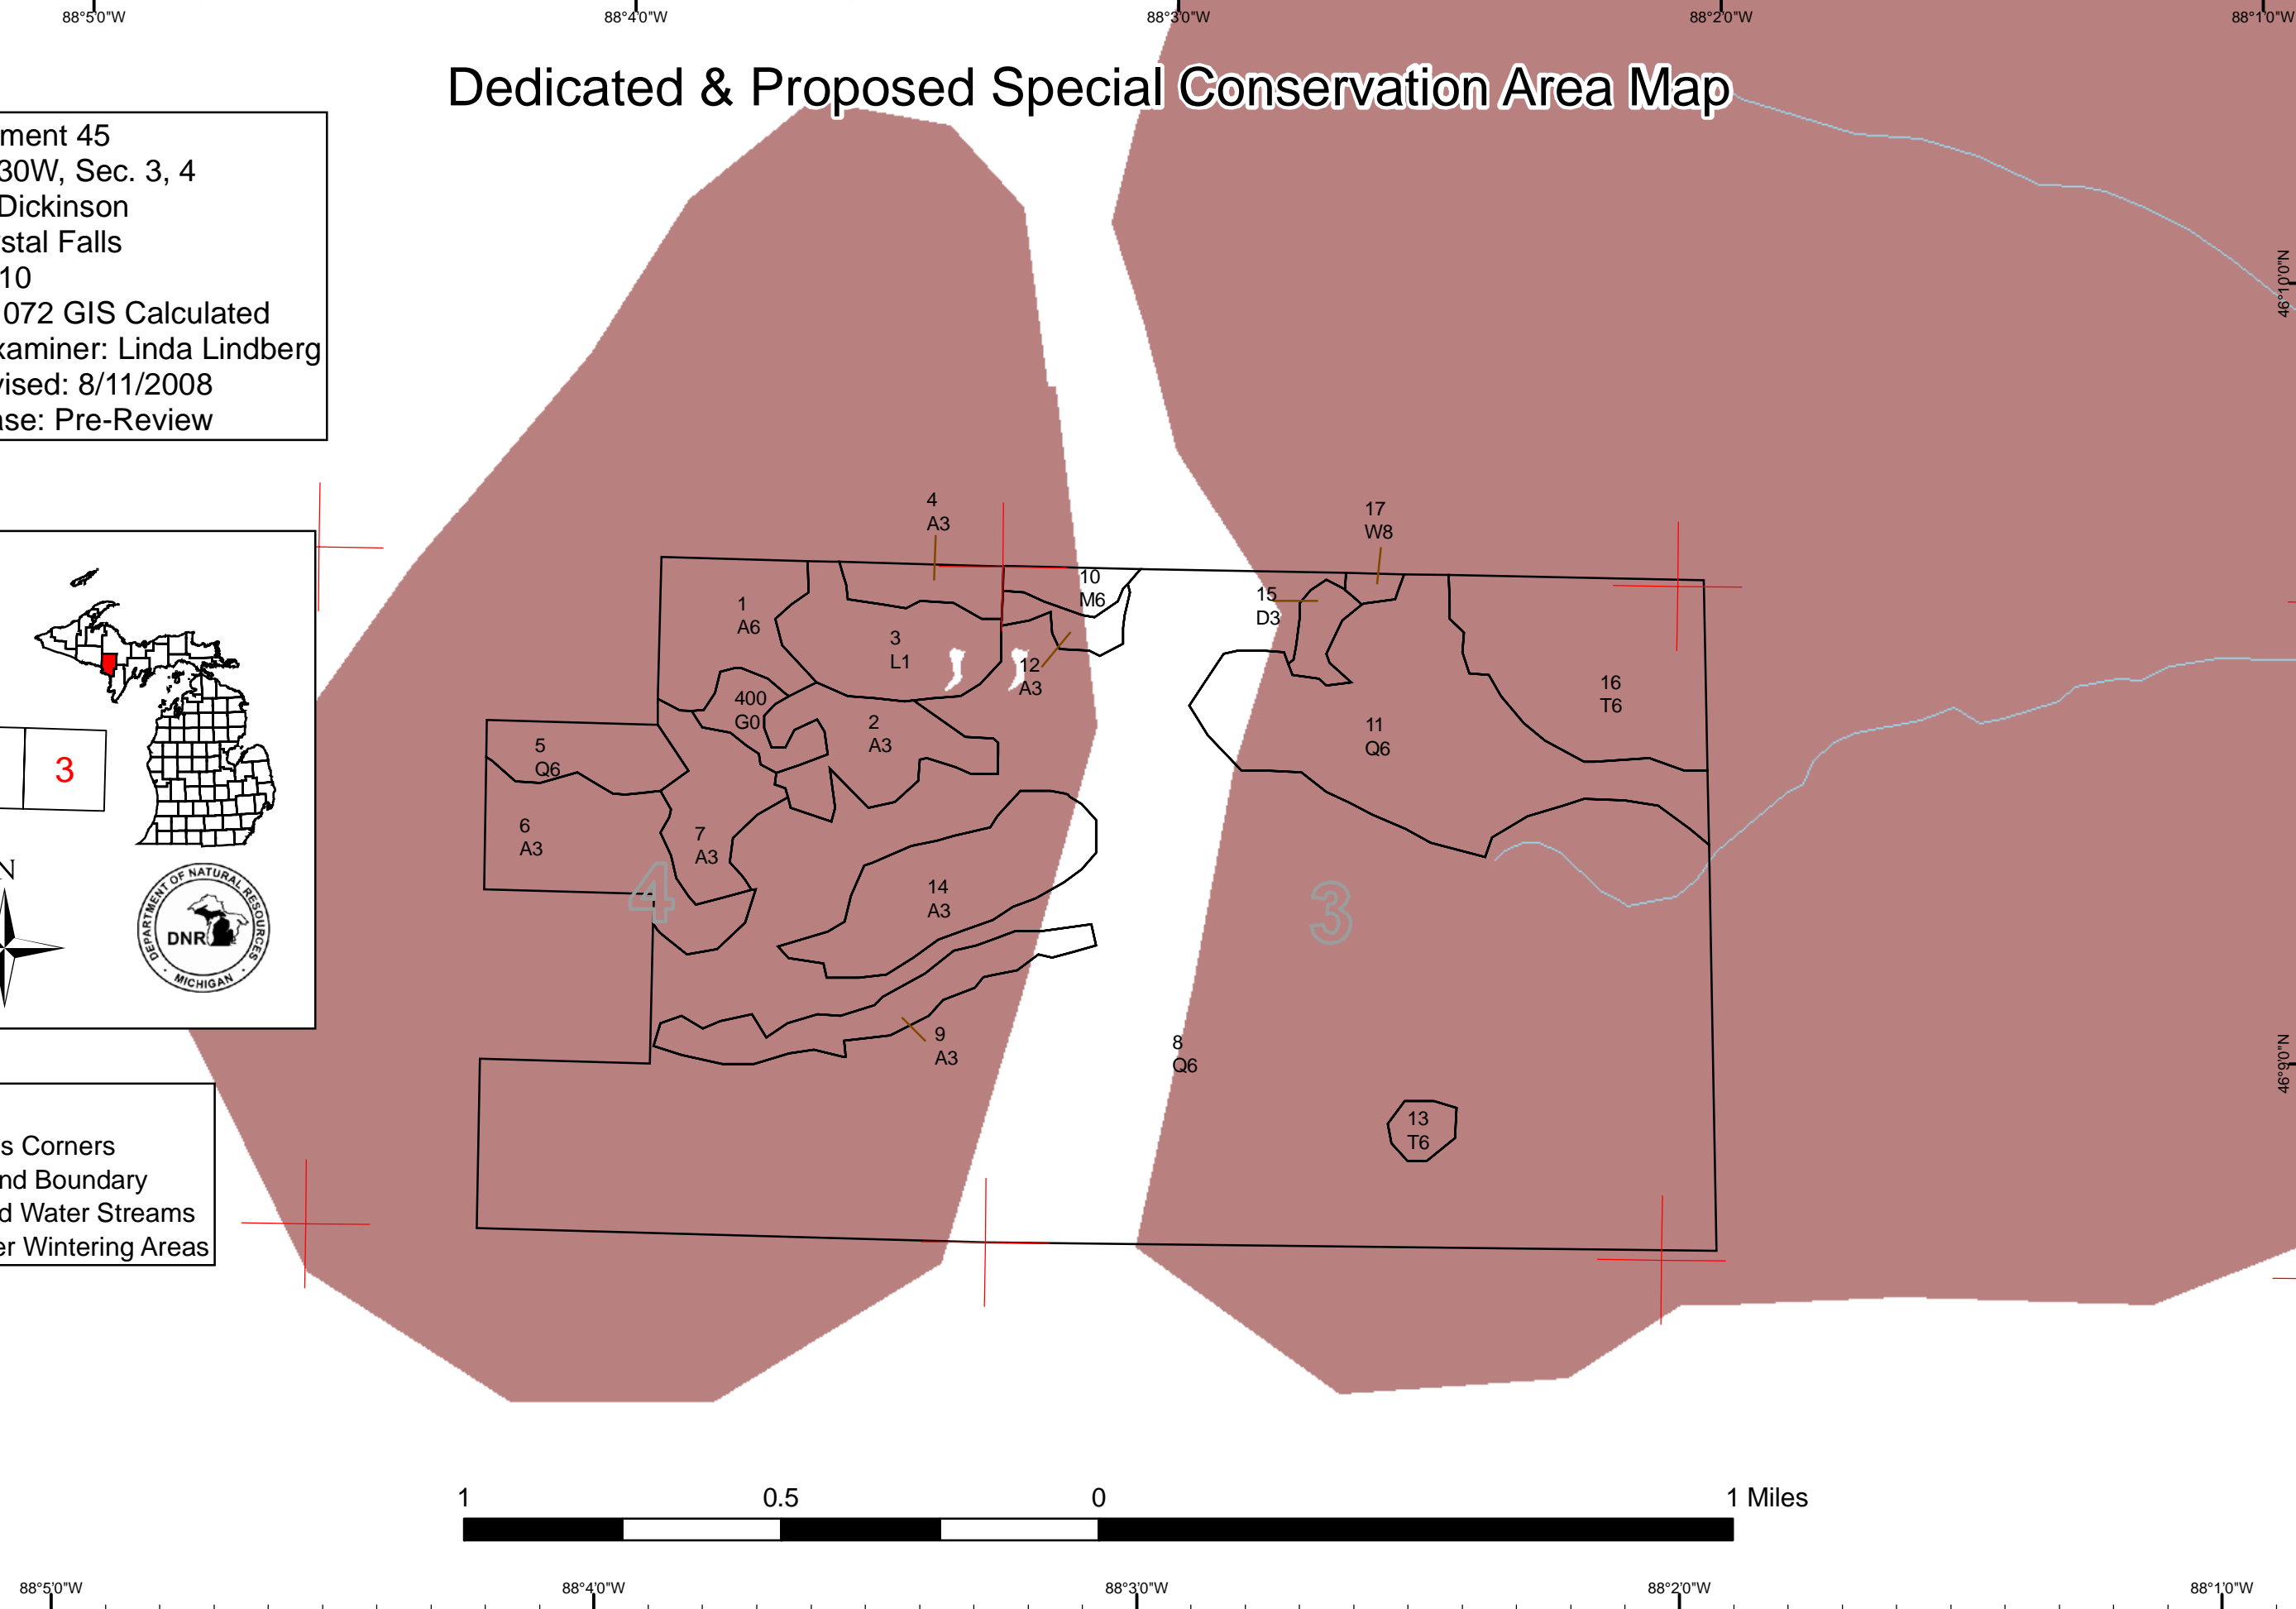 88°5'0"W
88°4'0"W
88°3'0"W
88°2'0"W
88°1'0"W
Dedicated & Proposed Special Conservation Area Map
ment 45
30W, Sec. 3, 4
Dickinson
stal Falls
10
072 GIS Calculated
xaminer: Linda Lindberg
vised: 8/11/2008
ase: Pre-Review
46°10'0"N
4
A3
17
W8
10
M6
15
D3
1
A6
3
L1
12
A3
16
T6
400
G0
2
A3
11
Q6
5
Q6
3
6
A3
7
A3
4
14
A3
3
N
DEPARTMENT OF NATURAL RESOURCES
DNR
MICHIGAN
9
A3
8
Q6
46°9'0"N
13
T6
s Corners
nd Boundary
d Water Streams
er Wintering Areas
1
0.5
0
1 Miles
88°5'0"W
88°4'0"W
88°3'0"W
88°2'0"W
88°1'0"W